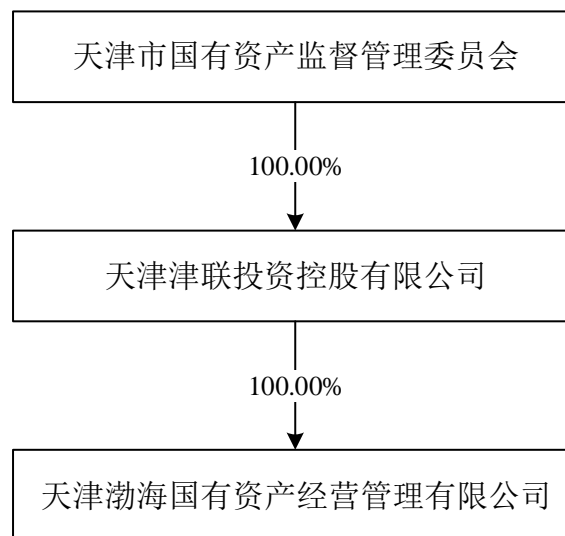 天津市国有资产监督管理委员会
100.00%
天津津联投资控股有限公司
100.00%
天津渤海国有资产经营管理有限公司